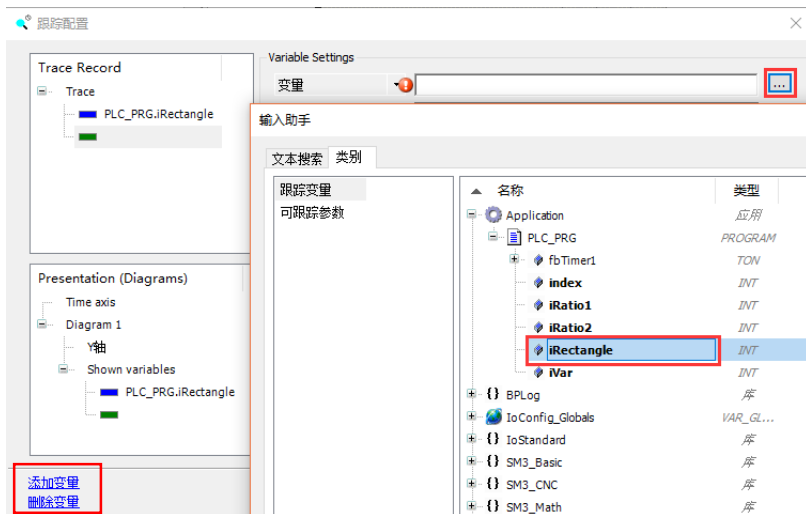 跟踪配置
Trace Record
Trace
PLC_PRG.iRectangle
Variable Settings
变量
...
输入助手
文本搜索 类别
跟踪变量
可跟踪参数
名称 类型
Application 应用
PLC_PRG PROGRAM
fbTimer1 TON
index INT
iRatio1 INT
iRatio2 INT
iRectangle INT
iVar INT
BPLog 库
IoConfig_Globals VAR_GL...
IoStandard 库
SM3_Basic 库
SM3_CNC 库
SM3_Math 库
Presentation (Diagrams)
Time axis
Diagram 1
Y轴
Shown variables
PLC_PRG.iRectangle
添加变量
删除变量